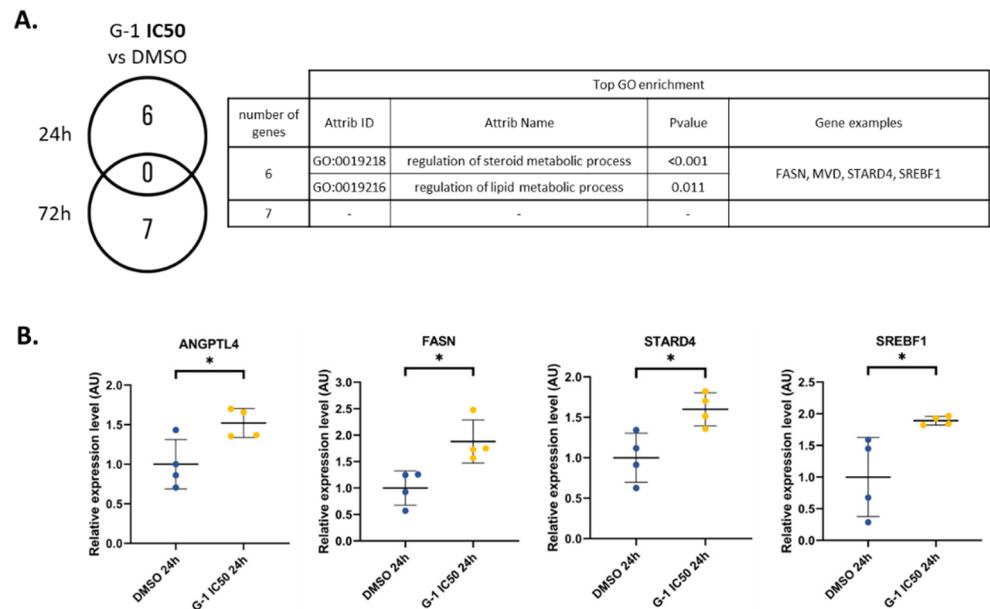 A.
G-1 IC50
vs DMSO
24h
72h
6
0
7
Top GO enrichment
number of genes
Attrib ID
Attrib Name
Pvalue
Gene examples
6
GO:0019218
regulation of steroid metabolic process
<0.001
FASN, MVD, STARD4, SREBF1
GO:0019216
regulation of lipid metabolic process
0.011
7
-
-
-
B.
ANGPTL4
*
Relative expression level (AU)
2.0
1.5
1.0
0.5
0.0
DMSO 24h
G-1 IC50 24h
FASN
*
Relative expression level (AU)
3.0
2.5
2.0
1.5
1.0
0.5
0.0
DMSO 24h
G-1 IC50 24h
STARD4
*
Relative expression level (AU)
2.0
1.5
1.0
0.5
0.0
DMSO 24h
G-1 IC50 24h
SREBF1
*
Relative expression level (AU)
2.5
2.0
1.5
1.0
0.5
0.0
DMSO 24h
G-1 IC50 24h